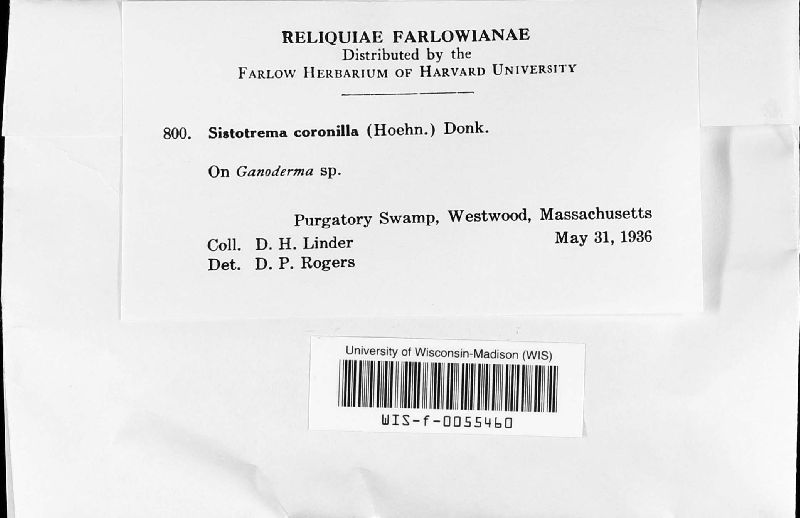 RELIQUIAE FARLOWIANAE
Distributed by the
FARLOW HERBARIUM OF HARVARD UNIVERSITY
800. Sistotrema coronilla (Hoehn.) Donk.
On Ganoderma sp.
Purgatory Swamp, Westwood, Massachusetts
Coll. D. H. Linder May 31, 1936
Det. D. P. Rogers
University of Wisconsin-Madison (WIS)
WIS-f-0055460